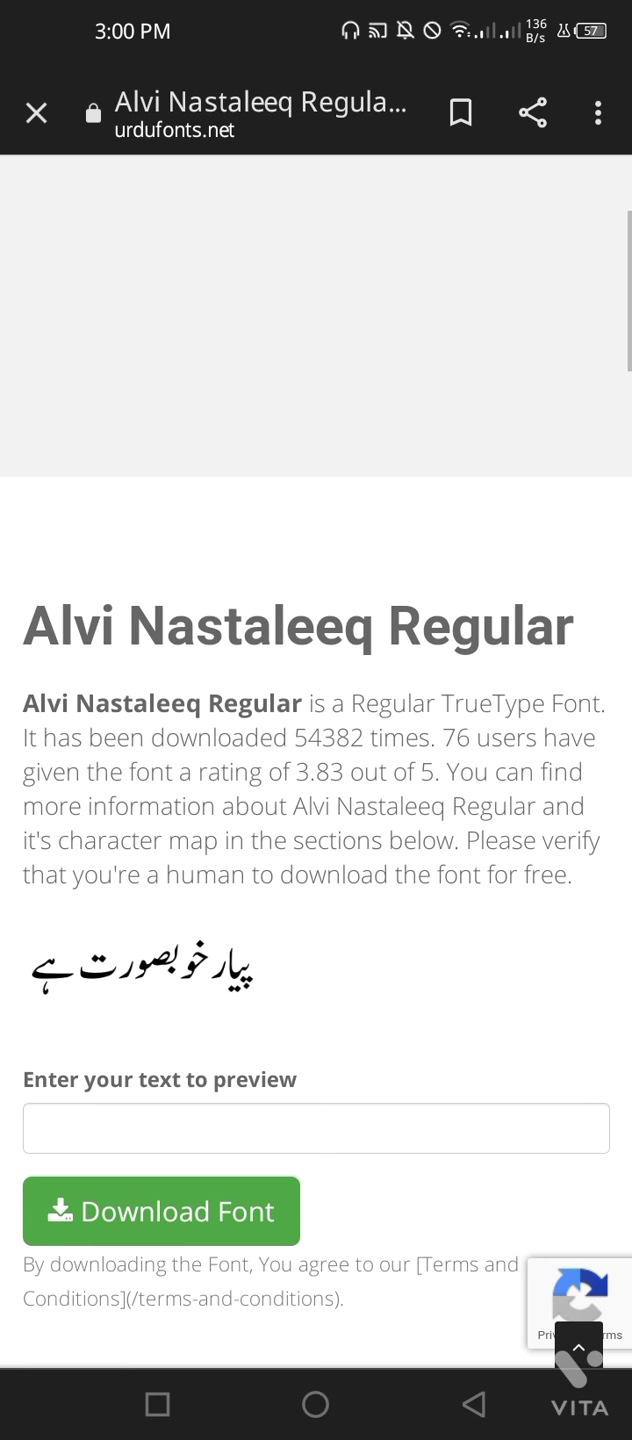 3:00 PM
136
B/s
57
Alvi Nastaleeq Regula...
urdufonts.net
Alvi Nastaleeq Regular
Alvi Nastaleeq Regular is a Regular TrueType Font.
It has been downloaded 54382 times. 76 users have
given the font a rating of 3.83 out of 5. You can find
more information about Alvi Nastaleeq Regular and
it's character map in the sections below. Please verify
that you're a human to download the font for free.
پیار خوبصورت ہے
Enter your text to preview
Download Font
By downloading the Font, You agree to our [Terms and
Conditions](/terms-and-conditions).
VITA